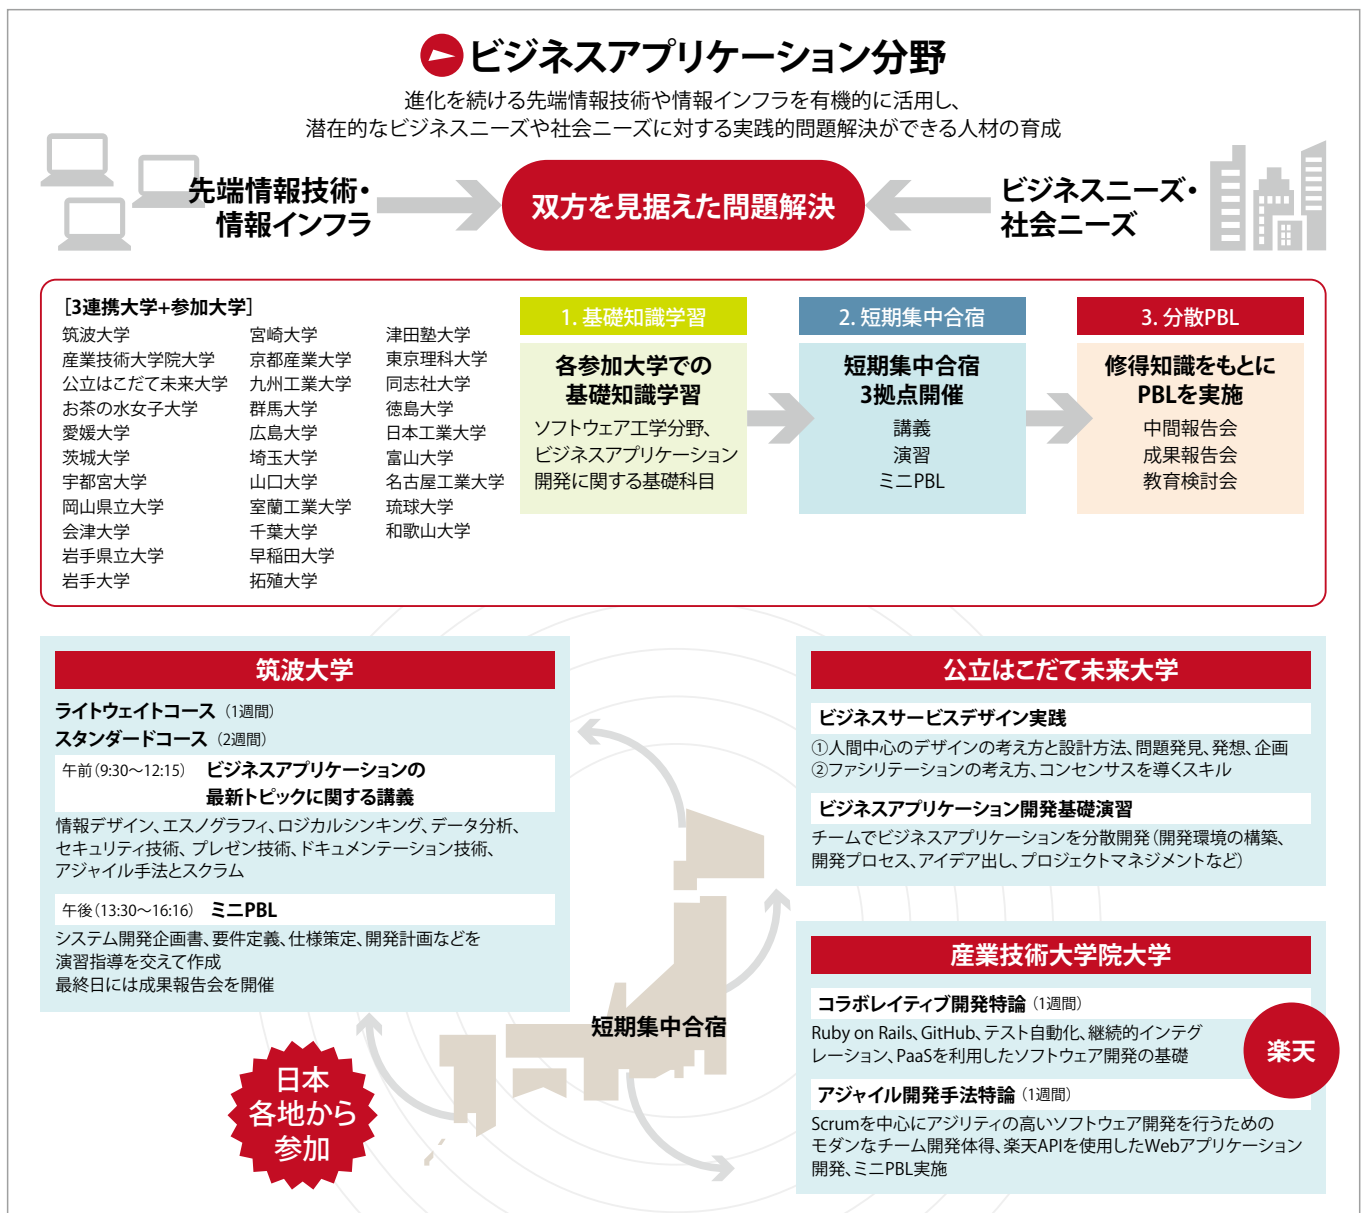 ビジネスアプリケーション分野
進化を続ける先端情報技術や情報インフラを有機的に活用し、
潜在的なビジネスニーズや社会ニーズに対する実践的問題解決ができる人材の育成
先端情報技術・
情報インフラ
双方を見据えた問題解決
ビジネスニーズ・
社会ニーズ
[3連携大学+参加大学]
筑波大学
産業技術大学院大学
公立はこだて未来大学
お茶の水女子大学
愛媛大学
茨城大学
宇都宮大学
岡山県立大学
会津大学
岩手県立大学
岩手大学
宮崎大学
京都産業大学
九州工業大学
群馬大学
広島大学
埼玉大学
山口大学
室蘭工業大学
千葉大学
早稲田大学
拓殖大学
津田塾大学
東京理科大学
同志社大学
徳島大学
日本工業大学
富山大学
名古屋工業大学
琉球大学
和歌山大学
1. 基礎知識学習
各参加大学での
基礎知識学習
ソフトウェア工学分野、
ビジネスアプリケーション
開発に関する基礎科目
2. 短期集中合宿
短期集中合宿
3拠点開催
講義
演習
ミニPBL
3. 分散PBL
修得知識をもとに
PBLを実施
中間報告会
成果報告会
教育検討会
筑波大学
ライトウェイトコース（1週間）
スタンダードコース（2週間）
午前（9:30〜12:15） ビジネスアプリケーションの
最新トピックに関する講義
情報デザイン、エスノグラフィ、ロジカルシンキング、データ分析、
セキュリティ技術、プレゼン技術、ドキュメンテーション技術、
アジャイル手法とスクラム
午後（13:30〜16:16） ミニPBL
システム開発企画書、要件定義、仕様策定、開発計画などを
演習指導を交えて作成
最終日には成果報告会を開催
公立はこだて未来大学
ビジネスサービスデザイン実践
①人間中心のデザインの考え方と設計方法、問題発見、発想、企画
②ファシリテーションの考え方、コンセンサスを導くスキル
ビジネスアプリケーション開発基礎演習
チームでビジネスアプリケーションを分散開発（開発環境の構築、
開発プロセス、アイデア出し、プロジェクトマネジメントなど）
産業技術大学院大学
コラボレイティブ開発特論（1週間）
Ruby on Rails、GitHub、テスト自動化、継続的インテグ
レーション、PaaSを利用したソフトウェア開発の基礎
楽天
アジャイル開発手法特論（1週間）
Scrumを中心にアジリティの高いソフトウェア開発を行うための
モダンなチーム開発体得、楽天APIを使用したWebアプリケーション
開発、ミニPBL実施
短期集中合宿
日本
各地から
参加